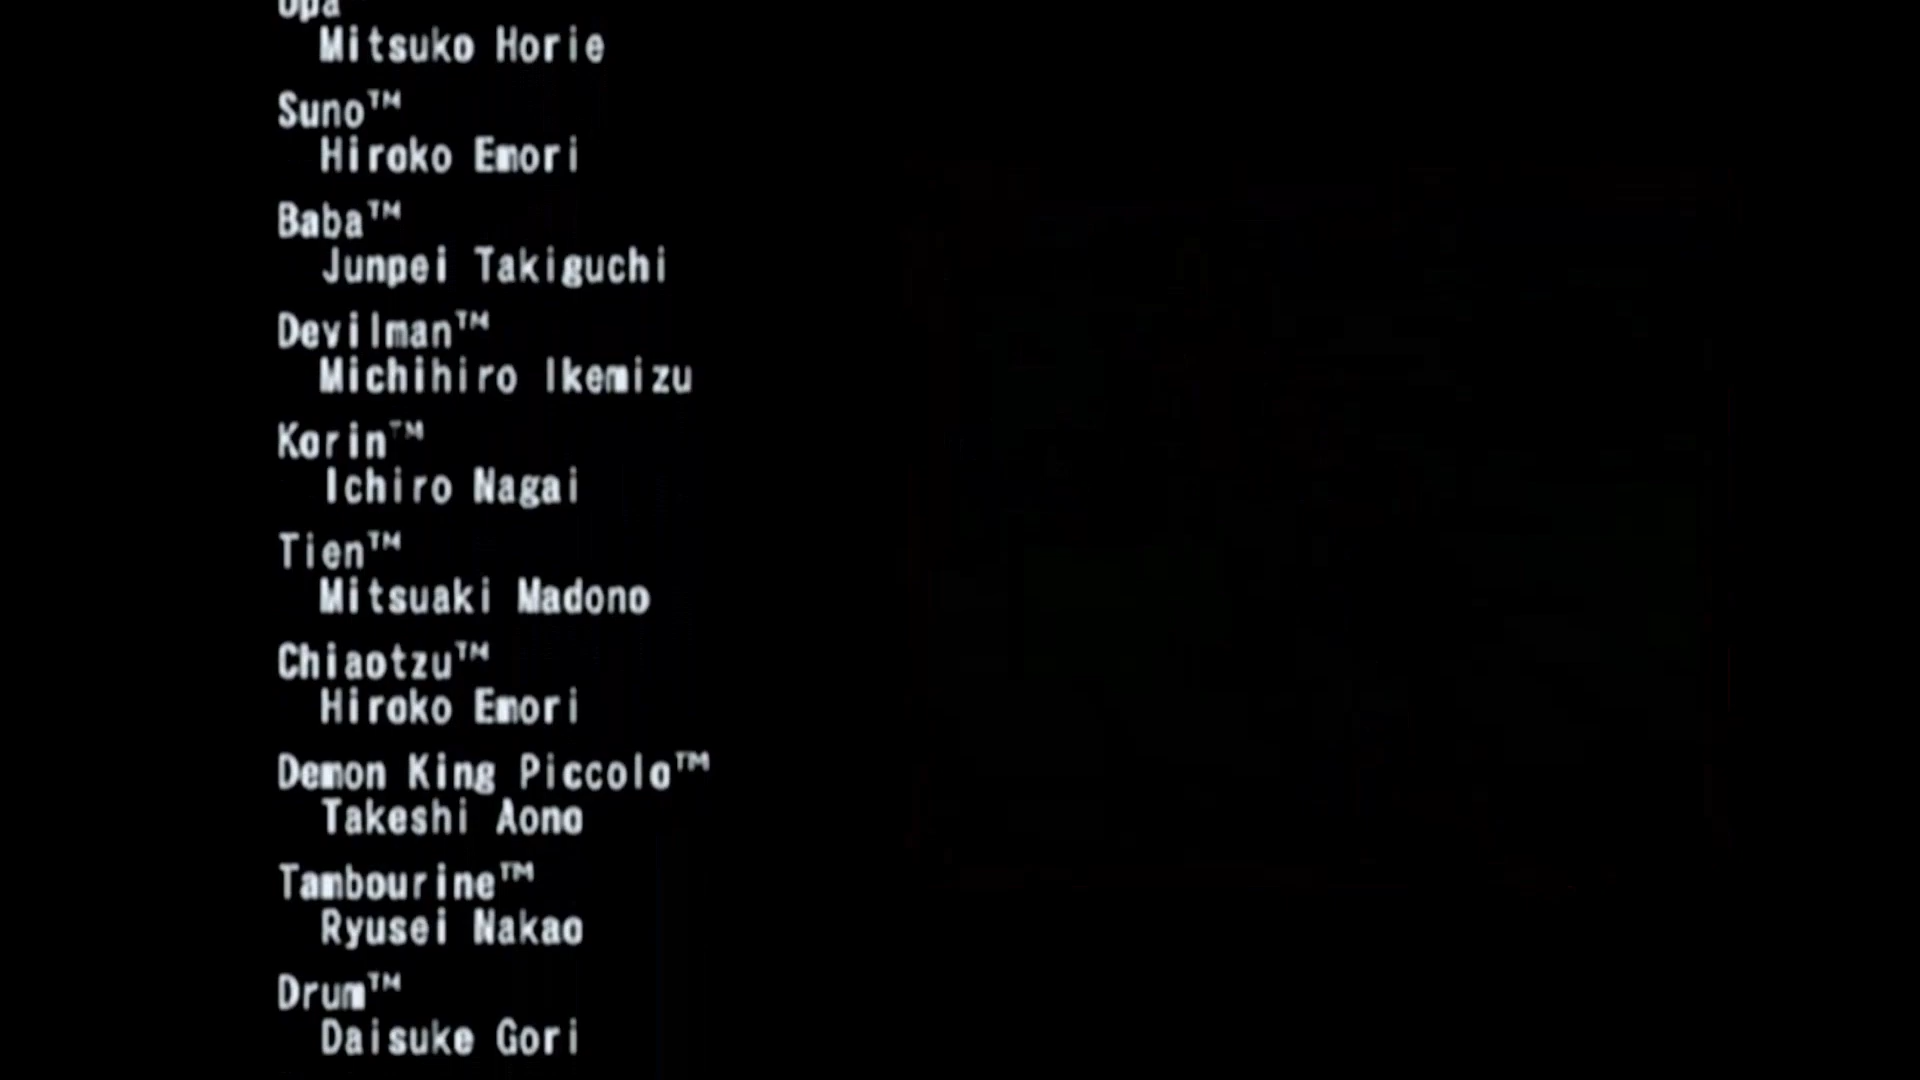 Upa
Mitsuko Horie
Suno™
Hiroko Emori
Baba™
Junpei Takiguchi
Devilman™
Michihiro Ikemizu
Korin™
Ichiro Nagai
Tien™
Mitsuaki Madono
Chiaotzu™
Hiroko Emori
Demon King Piccolo™
Takeshi Aono
Tambourine™
Ryusei Nakao
Drum™
Daisuke Gori